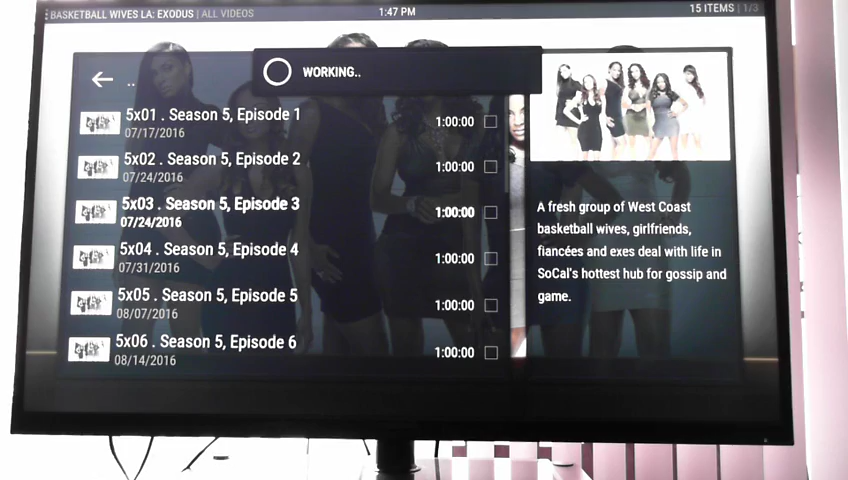 BASKETBALL WIVES LA: EXODUS | ALL VIDEOS
1:47 PM
15 ITEMS | 1/3
WORKING..
..
5x01 . Season 5, Episode 1
1:00:00
07/17/2016
5x02 . Season 5, Episode 2
1:00:00
07/24/2016
5x03 . Season 5, Episode 3
1:00:00
07/24/2016
5x04 . Season 5, Episode 4
1:00:00
07/31/2016
5x05 . Season 5, Episode 5
1:00:00
08/07/2016
5x06 . Season 5, Episode 6
1:00:00
08/14/2016
A fresh group of West Coast
basketball wives, girlfriends,
fiancées and exes deal with life in
SoCal's hottest hub for gossip and
game.